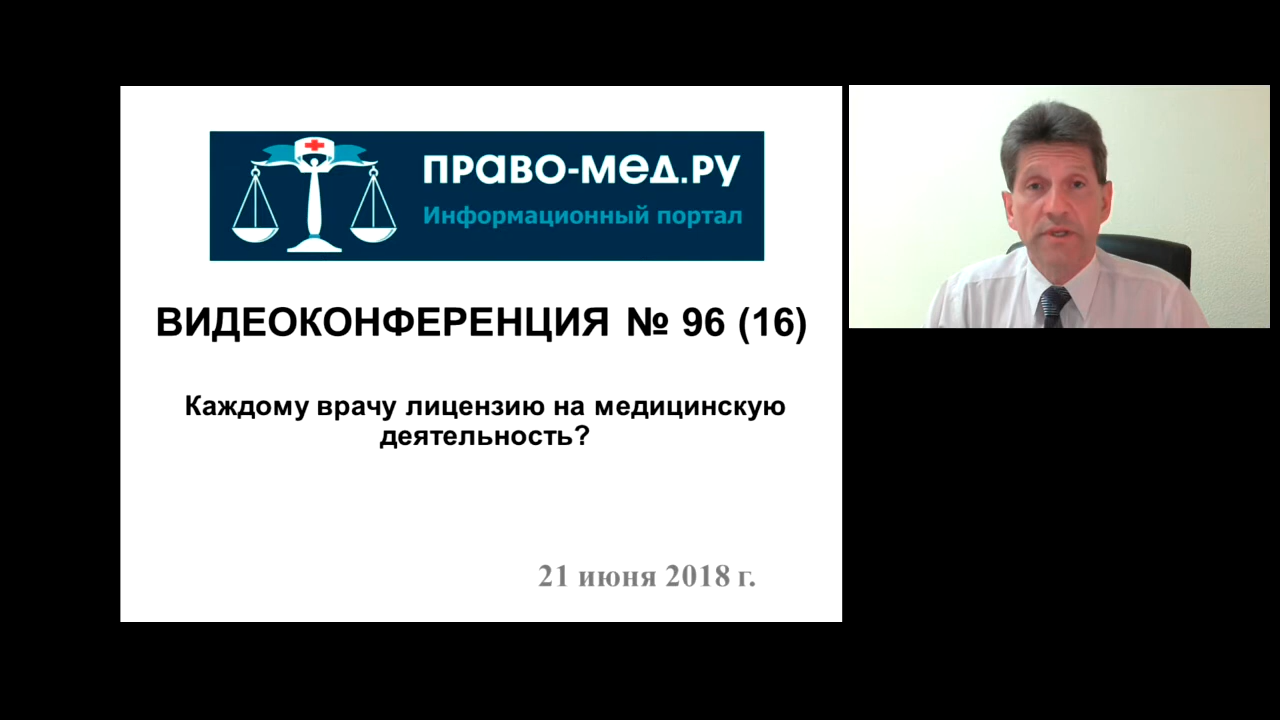 ПРАВО-МЕД.РУ
Информационный портал
ВИДЕОКОНФЕРЕНЦИЯ № 96 (16)
Каждому врачу лицензию на медицинскую
деятельность?
21 июня 2018 г.